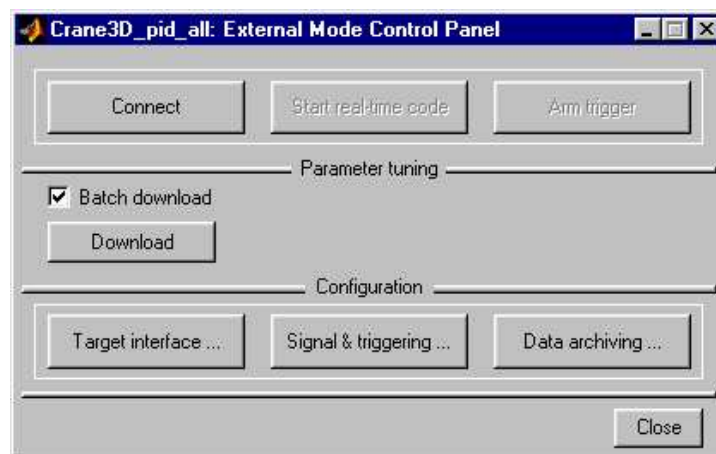 Crane3D_pid_all: External Mode Control Panel
Connect Start real-time code Arm trigger
Parameter tuning
Batch download
Download
Configuration
Target interface ... Signal & triggering ... Data archiving ...
Close